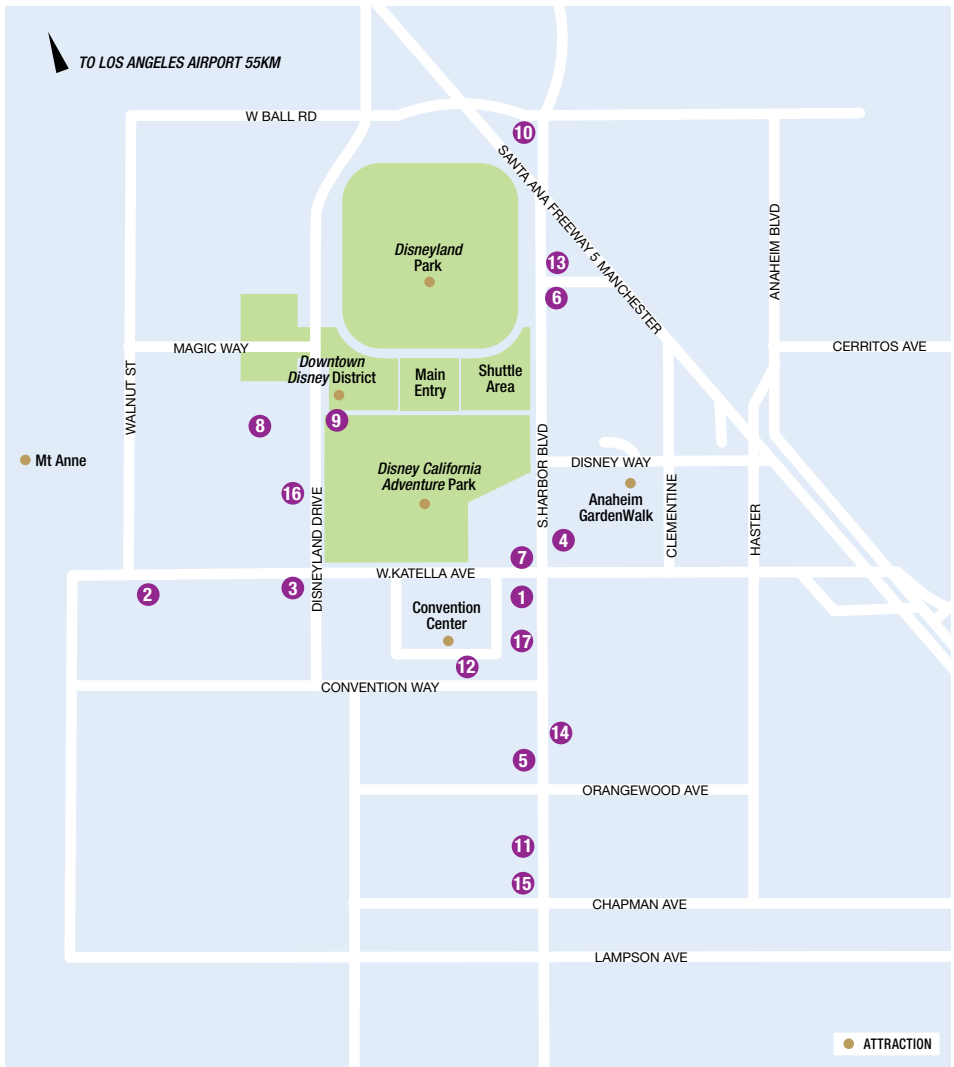 TO LOS ANGELES AIRPORT 55KM
W BALL RD
10
SANTA ANA FREEWAY 5 MANCHESTER
ANAHEIM BLVD
Disneyland
Park
13
6
MAGIC WAY
CERRITOS AVE
WALNUT ST
Downtown
Disney District
Main
Entry
Shuttle
Area
9
8
S.HARBOR BLVD
Mt Anne
DISNEY WAY
Disney California
Adventure Park
16
Anaheim
GardenWalk
CLEMENTINE
HASTER
DISNEYLAND DRIVE
4
7
W.KATELLA AVE
2
3
1
Convention
Center
17
12
CONVENTION WAY
14
5
ORANGEWOOD AVE
11
15
CHAPMAN AVE
LAMPSON AVE
ATTRACTION